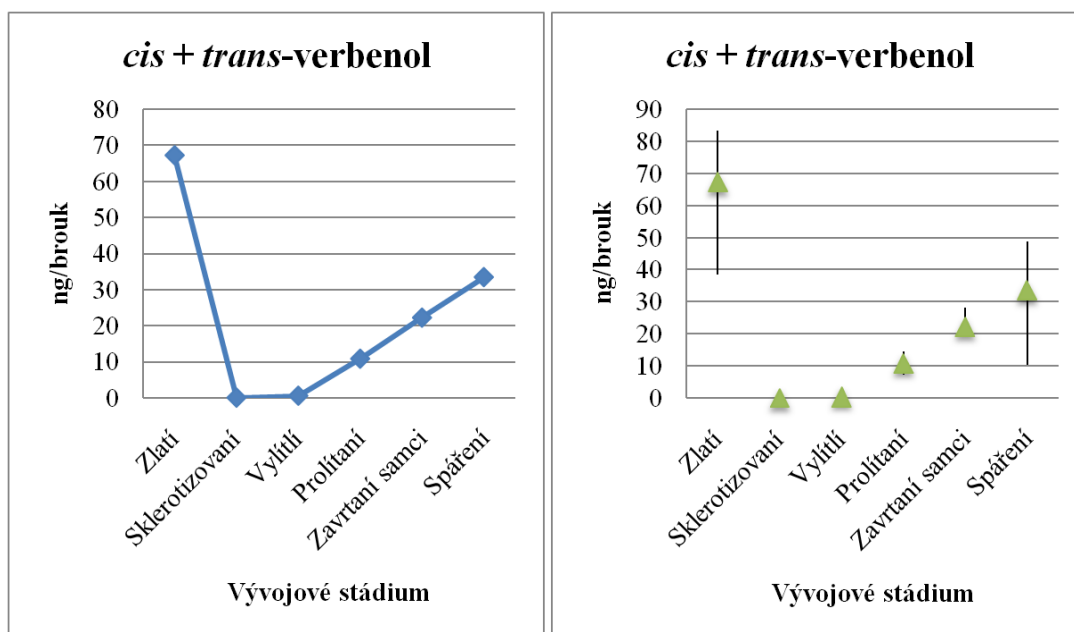 cis + trans-verbenol
80
70
60
50
40
30
20
10
0
ng/brouk
Zlatí
Sklerotizovaní
Vylítlí
Prolítaní
Zavrtaní samci
Spáření
Vývojové stádium
cis + trans-verbenol
90
80
70
60
50
40
30
20
10
0
ng/brouk
Zlatí
Sklerotizovaní
Vylítlí
Prolítaní
Zavrtaní samci
Spáření
Vývojové stádium